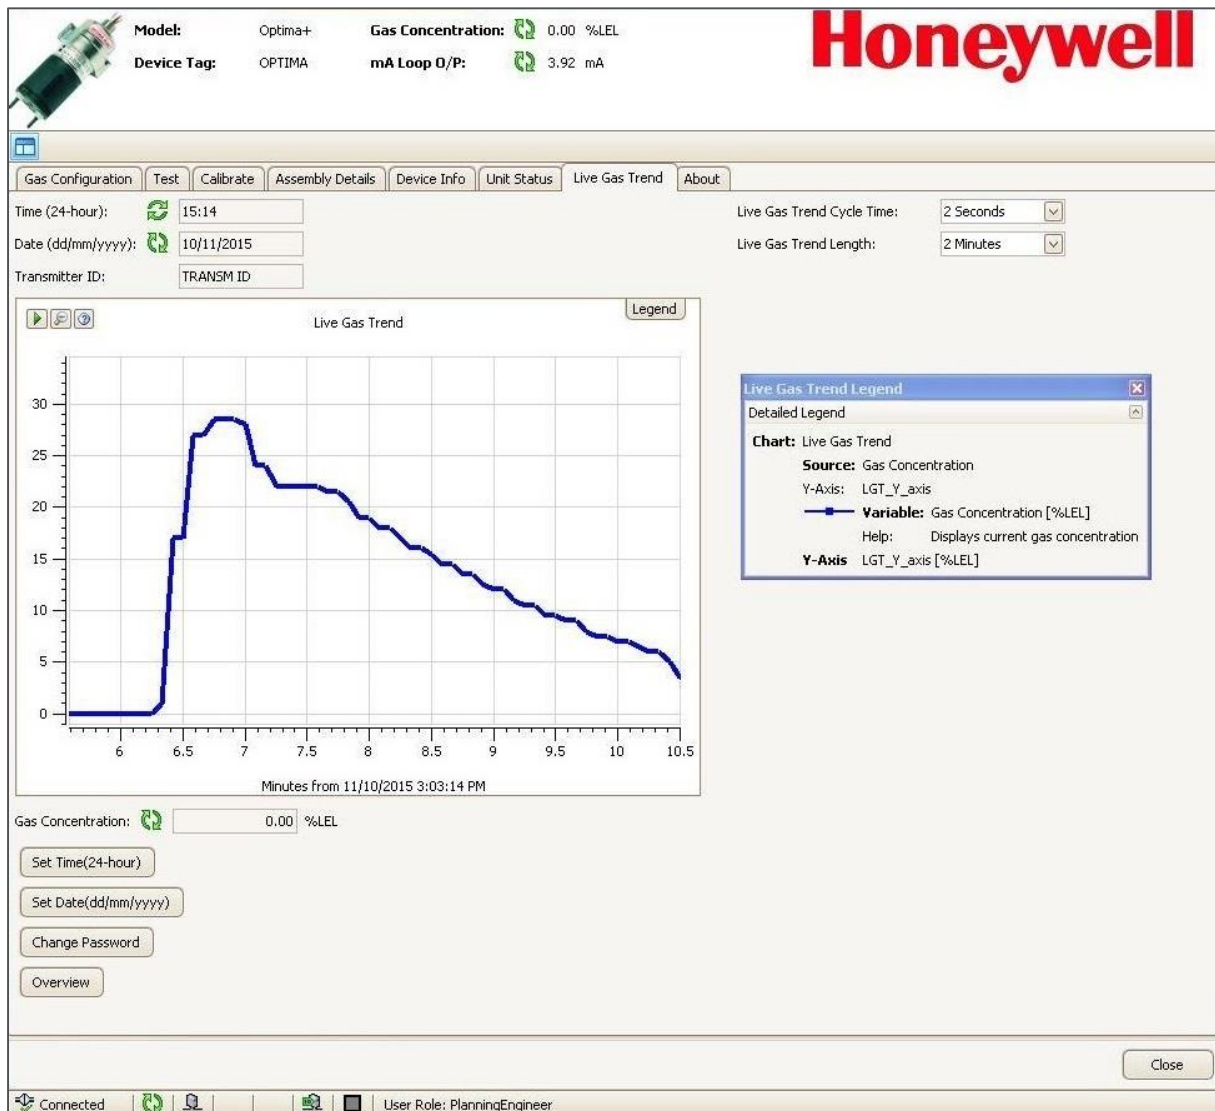 Model: Optima+ Gas Concentration: 0.00 %LEL
Honeywell
Device Tag: OPTIMA mA Loop O/P: 3.92 mA
Gas Configuration Test Calibrate Assembly Details Device Info Unit Status Live Gas Trend About
Time (24-hour): 15:14 Live Gas Trend Cycle Time: 2 Seconds
Date (dd/mm/yyyy): 10/11/2015 Live Gas Trend Length: 2 Minutes
Transmitter ID: TRANSM ID
Legend
Live Gas Trend
30
25
20
15
10
5
0
6 6.5 7 7.5 8 8.5 9 9.5 10 10.5
Minutes from 11/10/2015 3:03:14 PM
Live Gas Trend Legend
Detailed Legend
Chart: Live Gas Trend
Source: Gas Concentration
Y-Axis: LGT_Y_axis
Variable: Gas Concentration [%LEL]
Help: Displays current gas concentration
Y-Axis LGT_Y_axis [%LEL]
Gas Concentration: 0.00 %LEL
Set Time(24-hour)
Set Date(dd/mm/yyyy)
Change Password
Overview
Close
Connected User Role: PlanningEngineer